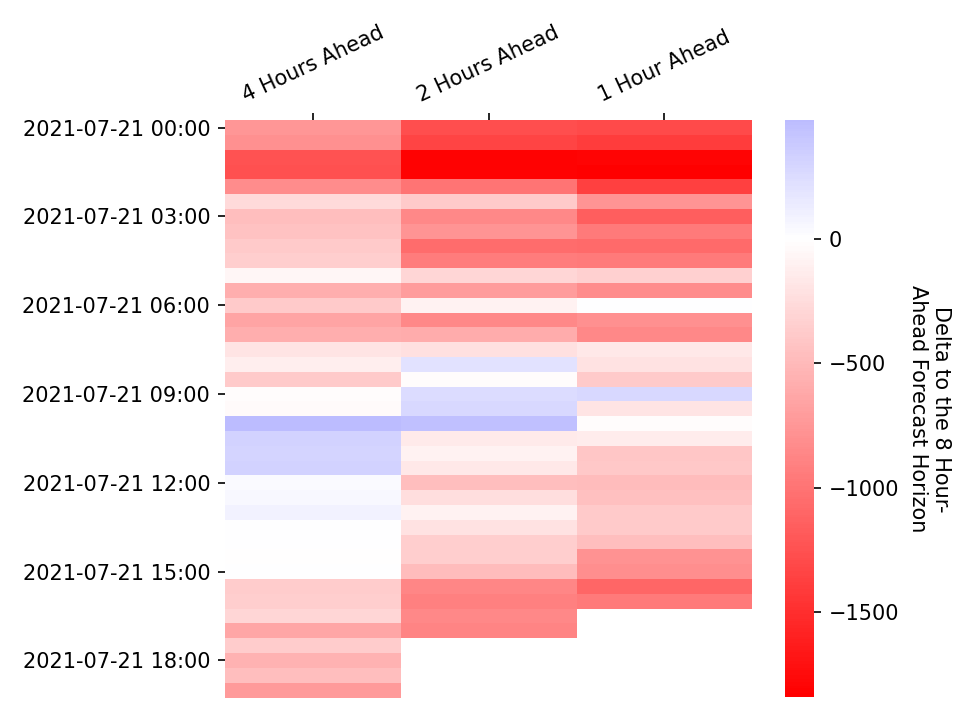 4 Hours Ahead
2 Hours Ahead
1 Hour Ahead
2021-07-21 00:00
2021-07-21 03:00
2021-07-21 06:00
2021-07-21 09:00
2021-07-21 12:00
2021-07-21 15:00
2021-07-21 18:00
0
−500
−1000
−1500
Delta to the 8 Hour-
Ahead Forecast Horizon